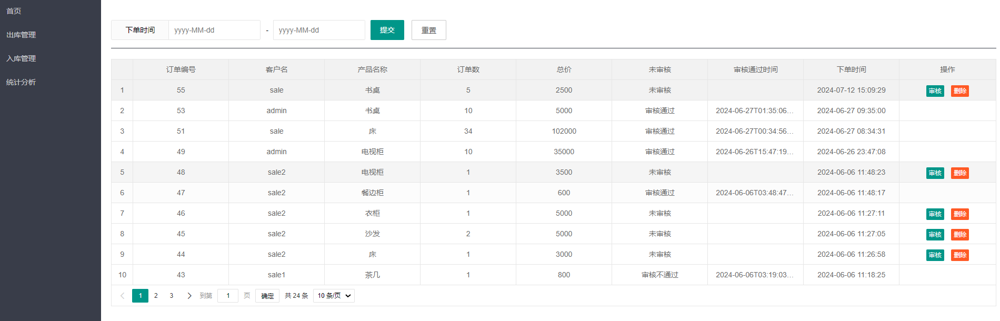 首页
出库管理
入库管理
统计分析
下单时间 yyyy-MM-dd - yyyy-MM-dd 提交 重置
订单编号 客户名 产品名称 订单数 总价 未审核 审核通过时间 下单时间 操作
1 55 sale 书桌 5 2500 未审核 2024-07-12 15:09:29 审核 删除
2 53 admin 书桌 10 5000 审核通过 2024-06-27T01:35:06... 2024-06-27 09:35:00
3 51 sale 床 34 102000 审核通过 2024-06-27T00:34:56... 2024-06-27 08:34:31
4 49 admin 电视柜 10 35000 审核通过 2024-06-26T15:47:19... 2024-06-26 23:47:08
5 48 sale2 电视柜 1 3500 未审核 2024-06-06 11:48:23 审核 删除
6 47 sale2 餐边柜 1 600 审核通过 2024-06-06T03:48:47... 2024-06-06 11:48:17
7 46 sale2 衣柜 1 5000 未审核 2024-06-06 11:27:11 审核 删除
8 45 sale2 沙发 2 5000 未审核 2024-06-06 11:27:05 审核 删除
9 44 sale2 床 1 3000 未审核 2024-06-06 11:26:58 审核 删除
10 43 sale1 茶几 1 800 审核不通过 2024-06-06T03:19:03... 2024-06-06 11:18:25
1 2 3 到第 1 页 确定 共 24 条 10 条/页